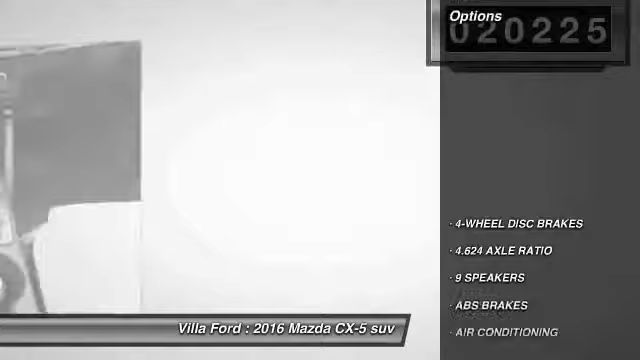 Options
020225
· 4-WHEEL DISC BRAKES
· 4.624 AXLE RATIO
· 9 SPEAKERS
· ABS BRAKES
· AIR CONDITIONING
Villa Ford : 2016 Mazda CX-5 suv